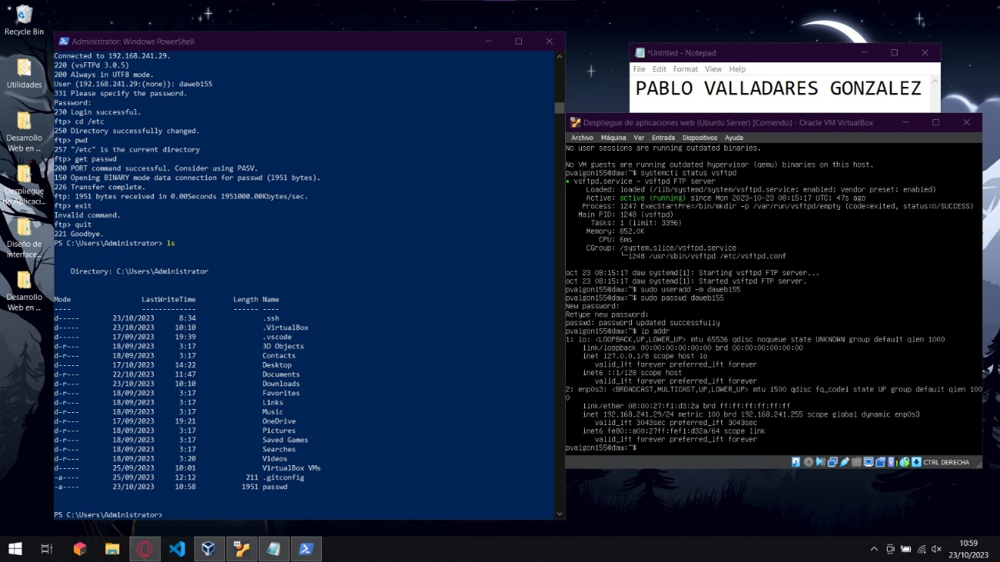 Recycle Bin
Utilidades
Desarrollo
Web en ...
Despliegue
de Aplicaci...
Diseño de
interface...
Desarrollo
Web en ...
Administrator: Windows PowerShell
Connected to 192.168.241.29.
220 (vsFTPd 3.0.5)
200 Always in UTF8 mode.
User (192.168.241.29:(none)): daweb155
331 Please specify the password.
Password:
230 Login successful.
ftp> cd /etc
250 Directory successfully changed.
ftp> pwd
257 "/etc" is the current directory
ftp> get passwd
200 PORT command successful. Consider using PASV.
150 Opening BINARY mode data connection for passwd (1951 bytes).
226 Transfer complete.
ftp: 1951 bytes received in 0.00Seconds 1951000.00Kbytes/sec.
ftp> exit
Invalid command.
ftp> quit
221 Goodbye.
PS C:\Users\Administrator> ls
Directory: C:\Users\Administrator
Mode LastWriteTime Length Name
---- ------------- ------ ----
d----- 23/10/2023 8:34 .ssh
d----- 23/10/2023 10:10 .VirtualBox
d----- 17/09/2023 19:39 .vscode
d-r--- 18/09/2023 3:17 3D Objects
d-r--- 18/09/2023 3:17 Contacts
d-r--- 17/10/2023 14:22 Desktop
d-r--- 22/10/2023 11:47 Documents
d-r--- 23/10/2023 10:10 Downloads
d-r--- 18/09/2023 3:17 Favorites
d-r--- 18/09/2023 3:17 Links
d-r--- 18/09/2023 3:17 Music
d-r--- 17/09/2023 19:21 OneDrive
d-r--- 18/09/2023 3:17 Pictures
d-r--- 18/09/2023 3:17 Saved Games
d-r--- 18/09/2023 3:17 Searches
d-r--- 18/09/2023 3:20 Videos
d----- 25/09/2023 10:01 VirtualBox VMs
-a---- 25/09/2023 12:12 211 .gitconfig
-a---- 23/10/2023 10:58 1951 passwd
PS C:\Users\Administrator>
*Untitled - Notepad
File Edit Format View Help
PABLO VALLADARES GONZALEZ
Despliegue de aplicaciones web (Ubuntu Server) [Corriendo] - Oracle VM VirtualBox
Archivo Máquina Ver Entrada Dispositivos Ayuda
No user sessions are running outdated binaries.
No VM guests are running outdated hypervisor (qemu) binaries on this host.
pvalgon155@daw:~$ systemctl status vsftpd
● vsftpd.service - vsftpd FTP server
Loaded: loaded (/lib/systemd/system/vsftpd.service; enabled; vendor preset: enabled)
Active: active (running) since Mon 2023-10-23 08:15:17 UTC; 47s ago
Process: 1247 ExecStartPre=/bin/mkdir -p /var/run/vsftpd/empty (code=exited, status=0/SUCCESS)
Main PID: 1248 (vsftpd)
Tasks: 1 (limit: 3396)
Memory: 852.0K
CPU: 6ms
CGroup: /system.slice/vsftpd.service
└─1248 /usr/sbin/vsftpd /etc/vsftpd.conf
oct 23 08:15:17 daw systemd[1]: Starting vsftpd FTP server...
oct 23 08:15:17 daw systemd[1]: Started vsftpd FTP server.
pvalgon155@daw:~$ sudo useradd -m daweb155
pvalgon155@daw:~$ sudo passwd daweb155
New password:
Retype new password:
passwd: password updated successfully
pvalgon155@daw:~$ ip addr
1: lo: <LOOPBACK,UP,LOWER_UP> mtu 65536 qdisc noqueue state UNKNOWN group default qlen 1000
link/loopback 00:00:00:00:00:00 brd 00:00:00:00:00:00
inet 127.0.0.1/8 scope host lo
valid_lft forever preferred_lft forever
inet6 ::1/128 scope host
valid_lft forever preferred_lft forever
2: enp0s3: <BROADCAST,MULTICAST,UP,LOWER_UP> mtu 1500 qdisc fq_codel state UP group default qlen 100
0
link/ether 08:00:27:f1:d3:2a brd ff:ff:ff:ff:ff:ff
inet 192.168.241.29/24 metric 100 brd 192.168.241.255 scope global dynamic enp0s3
valid_lft 3043sec preferred_lft 3043sec
inet6 fe80::a00:27ff:fef1:d32a/64 scope link
valid_lft forever preferred_lft forever
pvalgon155@daw:~$
CTRL DERECHA
10:59
23/10/2023